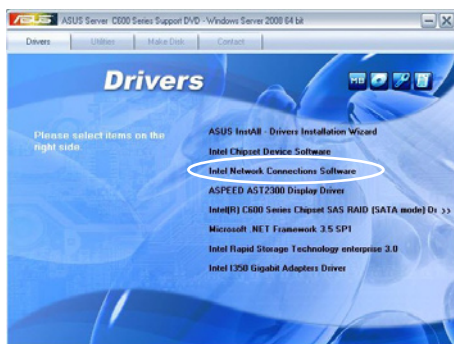 ASUS ASUS Server C600 Series Support DVD - Windows Server 2008 64 bit
Drivers Utilities Make Disk Contact
Drivers
Please select items on the
right side.
ASUS InstAll - Drivers Installation Wizard
Intel Chipset Device Software
Intel Network Connections Software
ASPEED AST2300 Display Driver
Intel(R) C600 Series Chipset SAS RAID (SATA mode) Dr >>
Microsoft .NET Framework 3.5 SP1
Intel Rapid Storage Technology enterprise 3.0
Intel I350 Gigabit Adapters Driver